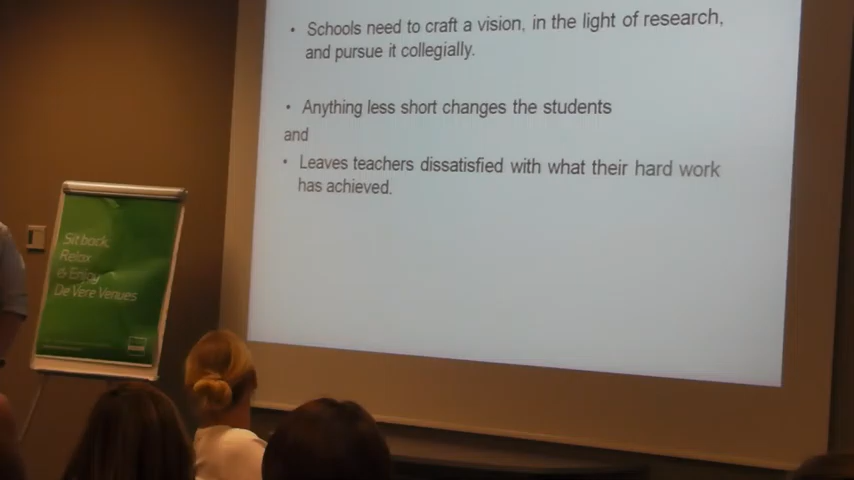 • Schools need to craft a vision, in the light of research,
and pursue it collegially.
• Anything less short changes the students
and
• Leaves teachers dissatisfied with what their hard work
has achieved.
Sit back,
Relax
& Enjoy
De Vere Venues